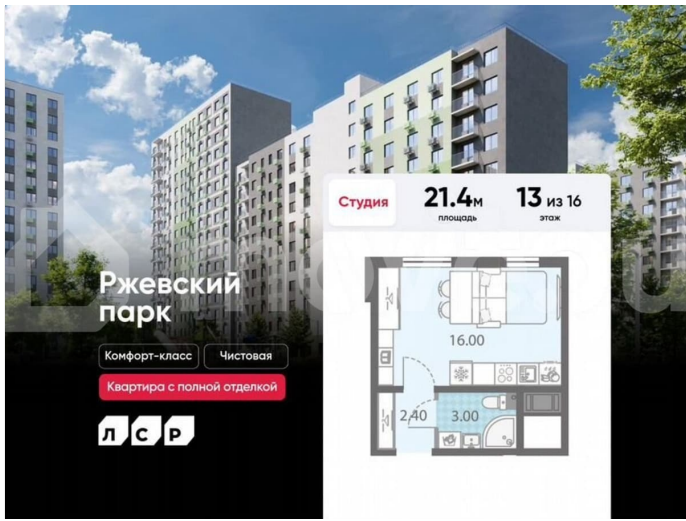 Студия
21.4м
площадь
13 из 16
этаж
Ржевский
парк
Комфорт-класс
Чистовая
Квартира с полной отделкой
ЛСР
16.00
2.40
3.00